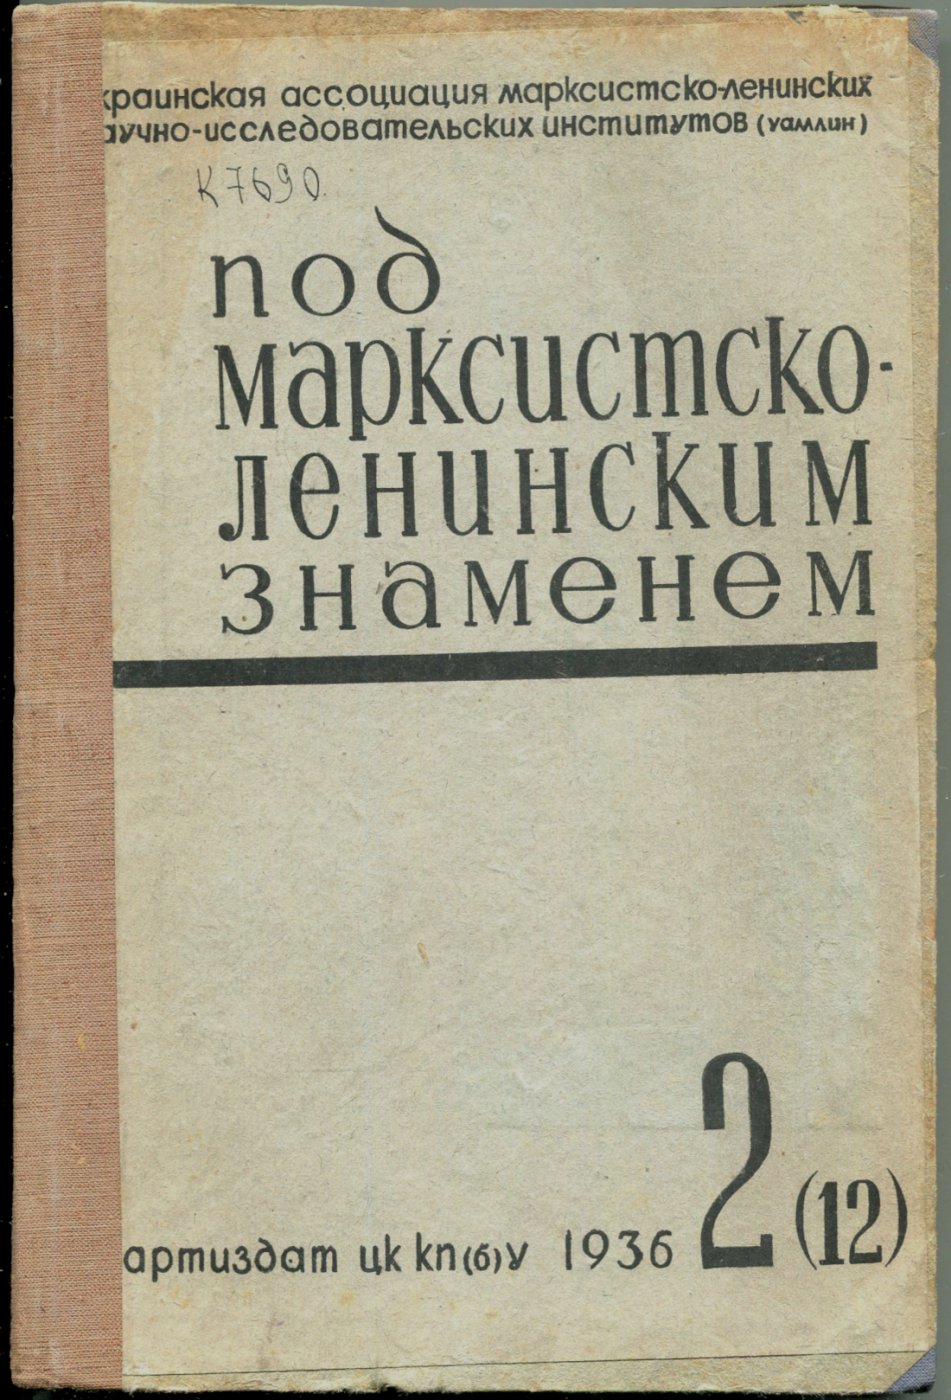 краинская ассоциация марксистско-ленинских
аучно-исследовательских институтов (уамлин)
К7690
под
марксистско-
ленинским
знаменем
2 (12)
артиздат цк кп(б)у 1936